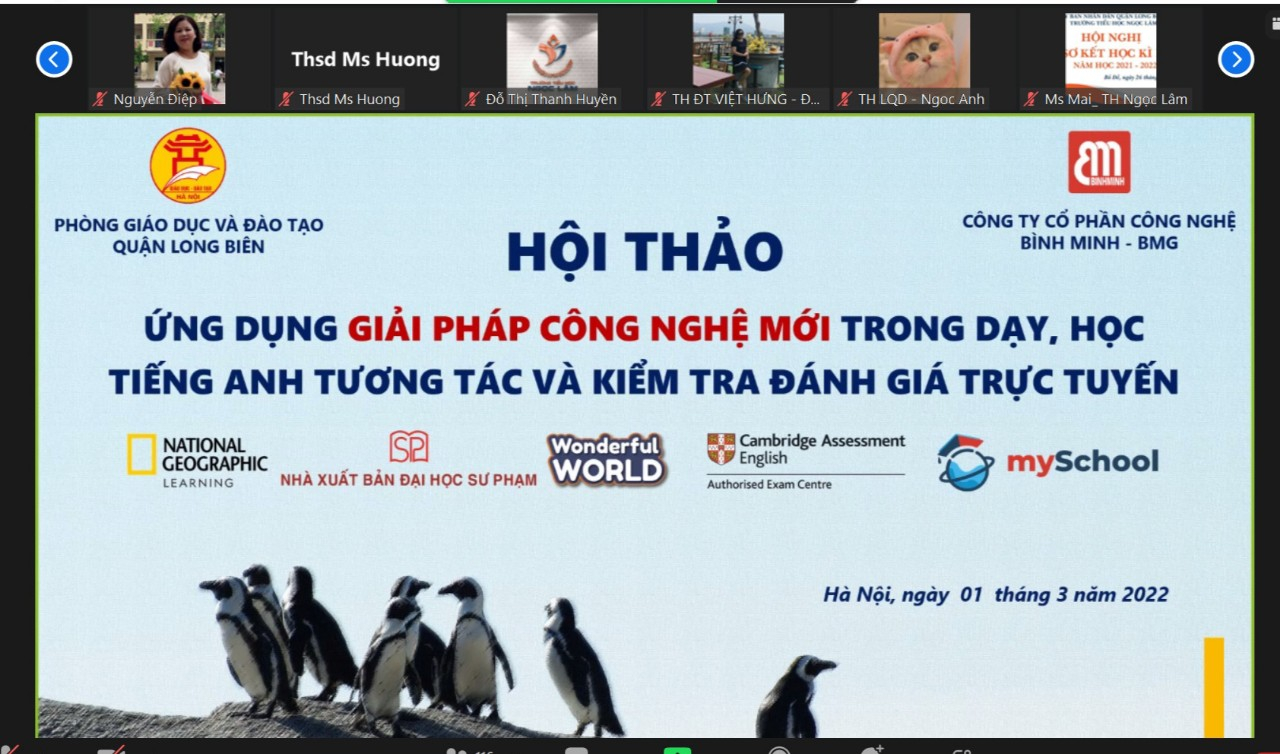 Nguyễn Điệp
Thsd Ms Huong
Thsd Ms Huong
Đỗ Thị Thanh Huyền
TH ĐT VIỆT HƯNG - Đ...
TH LQD - Ngoc Anh
HỘI NGHỊ
SƠ KẾT HỌC KÌ
NĂM HỌC 2021 - 2022
Ms Mai_ TH Ngọc Lâm
HÀ NỘI
PHÒNG GIÁO DỤC VÀ ĐÀO TẠO
QUẬN LONG BIÊN
BINHMINH
CÔNG TY CỔ PHẦN CÔNG NGHỆ
BÌNH MINH - BMG
HỘI THẢO
ỨNG DỤNG GIẢI PHÁP CÔNG NGHỆ MỚI TRONG DẠY, HỌC
TIẾNG ANH TƯƠNG TÁC VÀ KIỂM TRA ĐÁNH GIÁ TRỰC TUYẾN
NATIONAL
GEOGRAPHIC
LEARNING
NHÀ XUẤT BẢN ĐẠI HỌC SƯ PHẠM
Wonderful
WORLD
Cambridge Assessment
English
Authorised Exam Centre
mySchool
Hà Nội, ngày 01 tháng 3 năm 2022